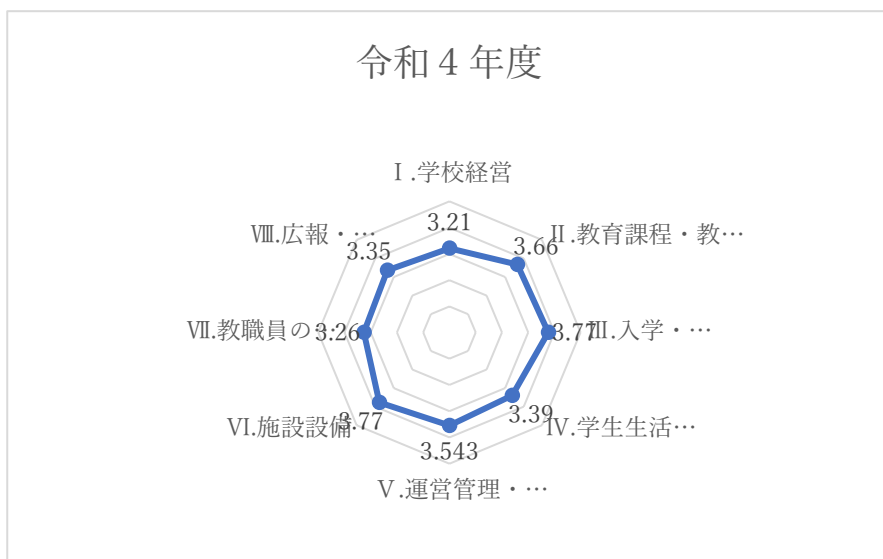 令和４年度
Ⅰ.学校経営
3.21
Ⅱ.教育課程・教…
3.66
Ⅲ.入学・…
3.77
Ⅳ.学生生活…
3.39
Ⅴ.運営管理・…
3.543
Ⅵ.施設設備
3.77
Ⅶ.教職員の…
3.26
Ⅷ.広報・…
3.35